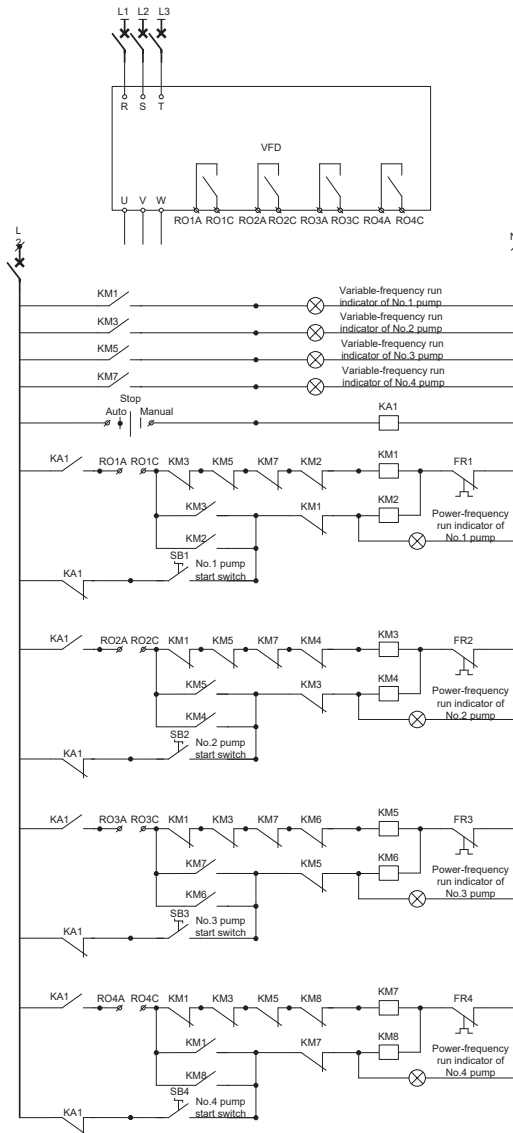 L1 L2 L3
R S T
VFD
U V W
RO1A RO1C RO2A RO2C RO3A RO3C RO4A RO4C
L
2
N
KM1
Variable-frequency run
indicator of No.1 pump
KM3
Variable-frequency run
indicator of No.2 pump
KM5
Variable-frequency run
indicator of No.3 pump
KM7
Variable-frequency run
indicator of No.4 pump
Stop
Auto Manual
KA1
KA1 RO1A RO1C KM3 KM5 KM7 KM2 KM1 FR1
KM3 KM1 KM2
KM2
Power-frequency
run indicator of
No.1 pump
KA1 SB1
No.1 pump
start switch
KA1 RO2A RO2C KM1 KM5 KM7 KM4 KM3 FR2
KM5 KM3 KM4
KM4
Power-frequency
run indicator of
No.2 pump
KA1 SB2
No.2 pump
start switch
KA1 RO3A RO3C KM1 KM3 KM7 KM6 KM5 FR3
KM7 KM5 KM6
KM6
Power-frequency
run indicator of
No.3 pump
KA1 SB3
No.3 pump
start switch
KA1 RO4A RO4C KM1 KM3 KM5 KM8 KM7 FR4
KM1 KM7 KM8
KM8
Power-frequency
run indicator of
No.4 pump
KA1 SB4
No.4 pump
start switch